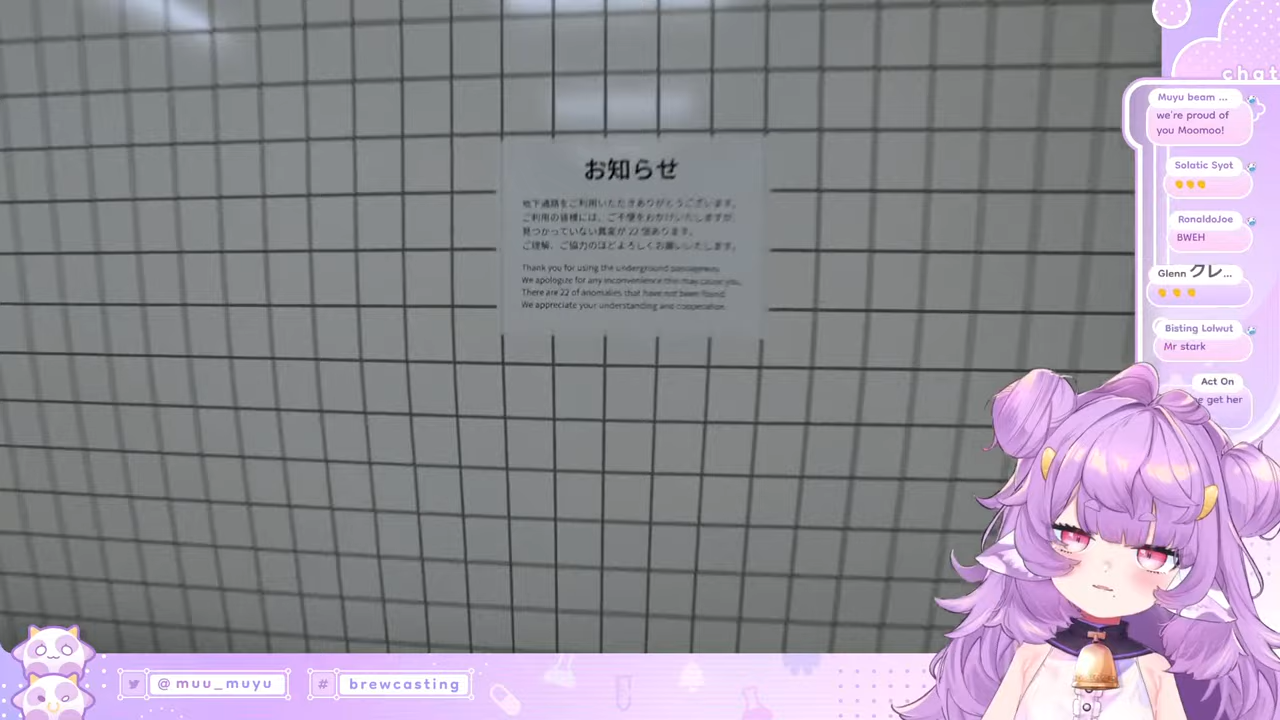 お知らせ
地下通路をご利用いただきありがとうございます。
ご利用の皆様には、ご不便をおかけいたしますが、
見つかっていない異変が 22 個あります。
ご理解、ご協力のほどよろしくお願いいたします。
Thank you for using the underground passageways.
We apologize for any inconvenience this may cause you.
There are 22 of anomalies that have not been found.
We appreciate your understanding and cooperation.
chat
Muyu beam ...
we're proud of
you Moomoo!
Solatic Syot
RonaldoJoe
BWEH
Glenn クレ...
Bisting Lolwut
Mr stark
Act On
get her
@muu_muyu
# brewcasting